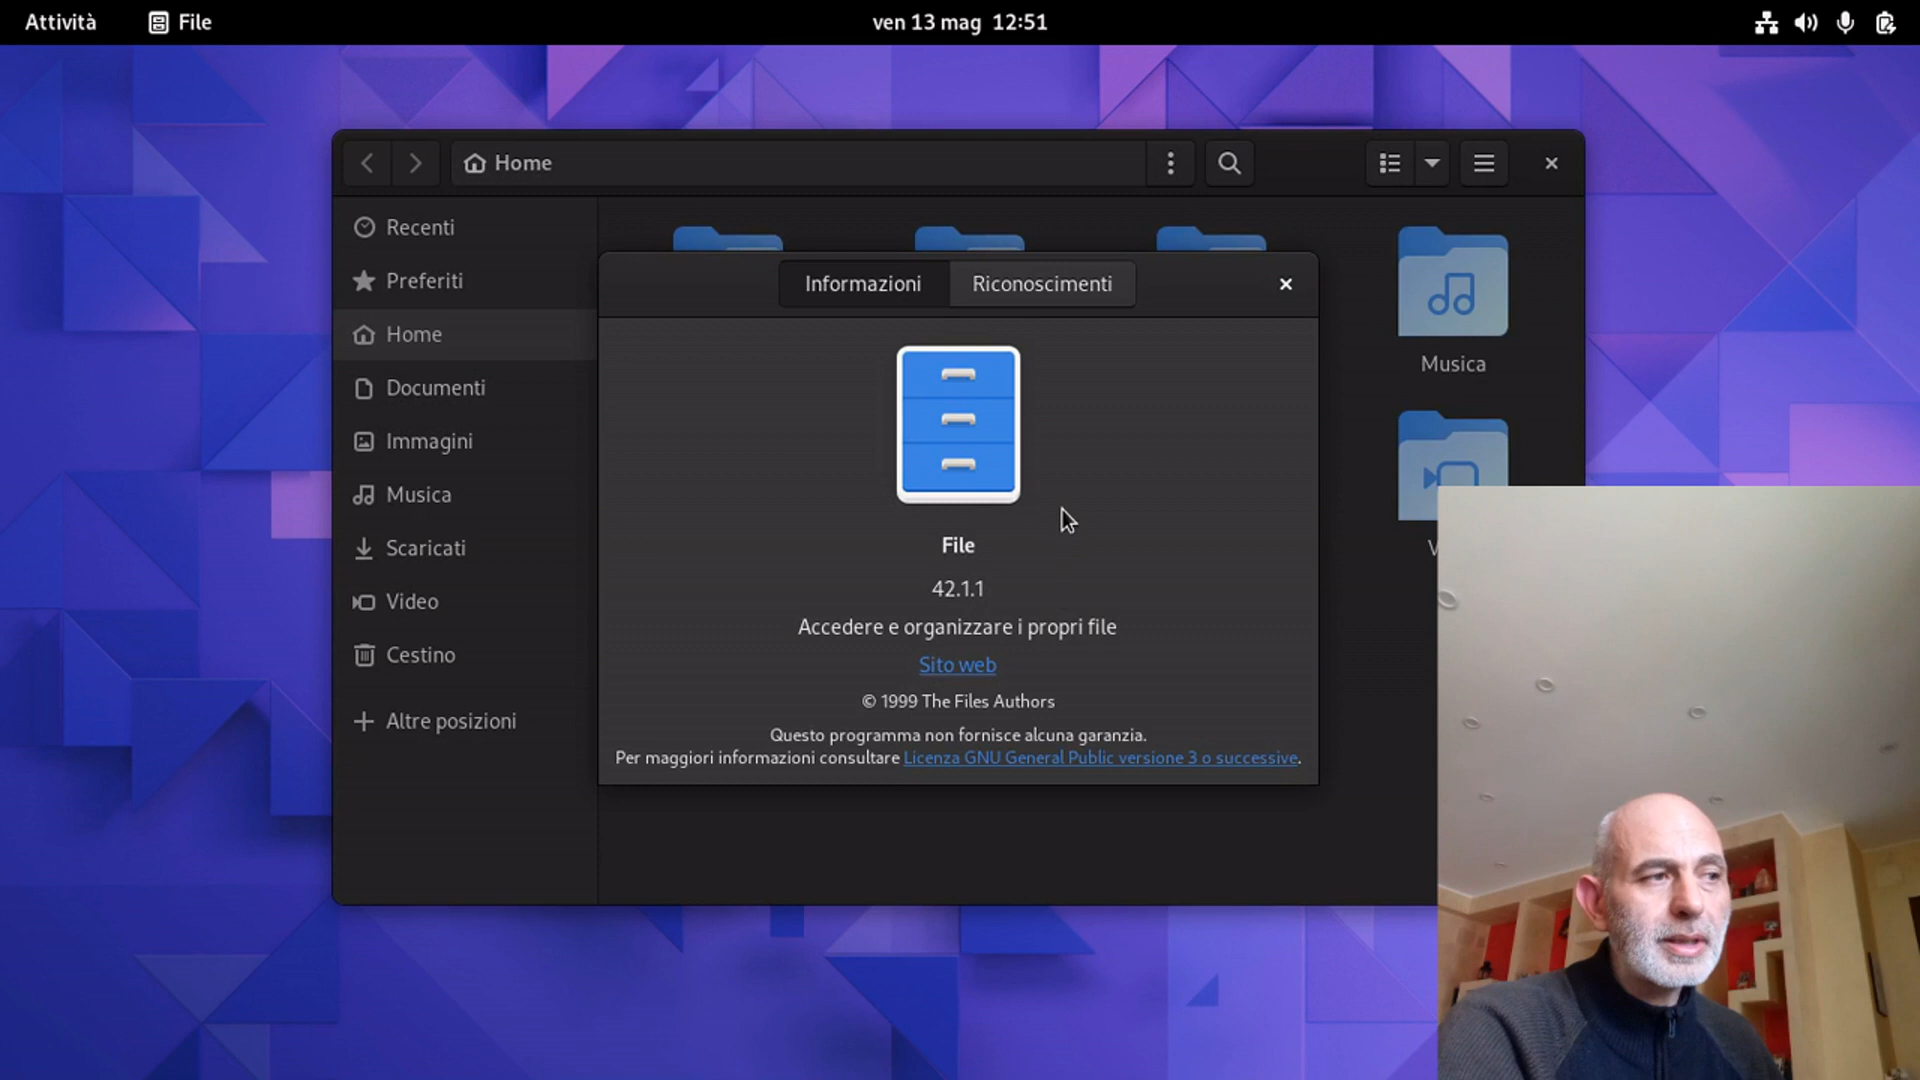 Attività
File
ven 13 mag 12:51
Home
Recenti
Preferiti
Home
Documenti
Immagini
Musica
Scaricati
Video
Cestino
Altre posizioni
Informazioni
Riconoscimenti
File
42.1.1
Accedere e organizzare i propri file
Sito web
© 1999 The Files Authors
Questo programma non fornisce alcuna garanzia.
Per maggiori informazioni consultare Licenza GNU General Public versione 3 o successive.
Musica